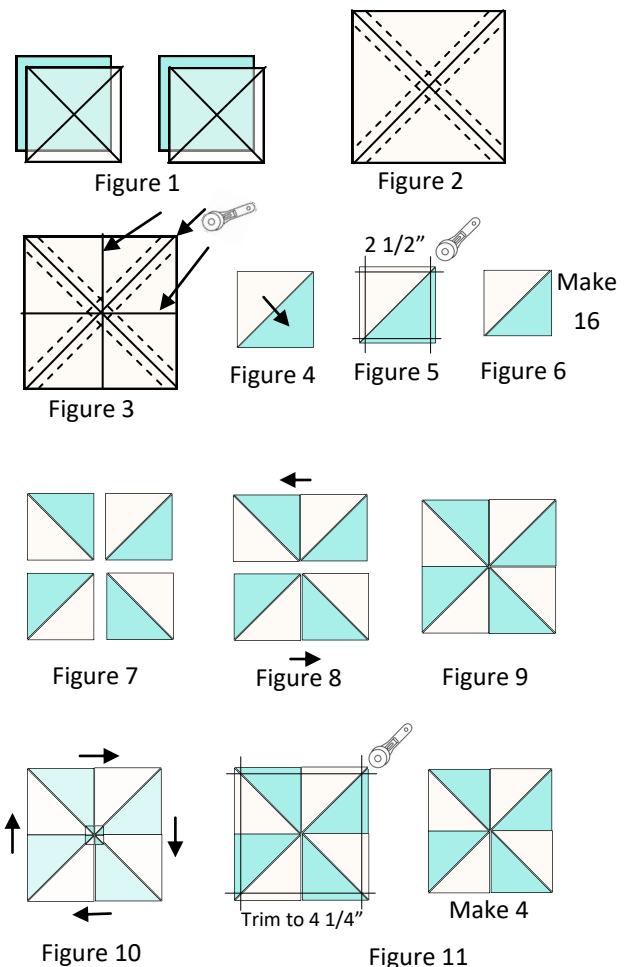 Figure 1
Figure 2
Figure 3
2 1/2”
Figure 4
Figure 5
Make
16
Figure 6
Figure 7
Figure 8
Figure 9
Figure 10
Trim to 4 1/4”
Make 4
Figure 11